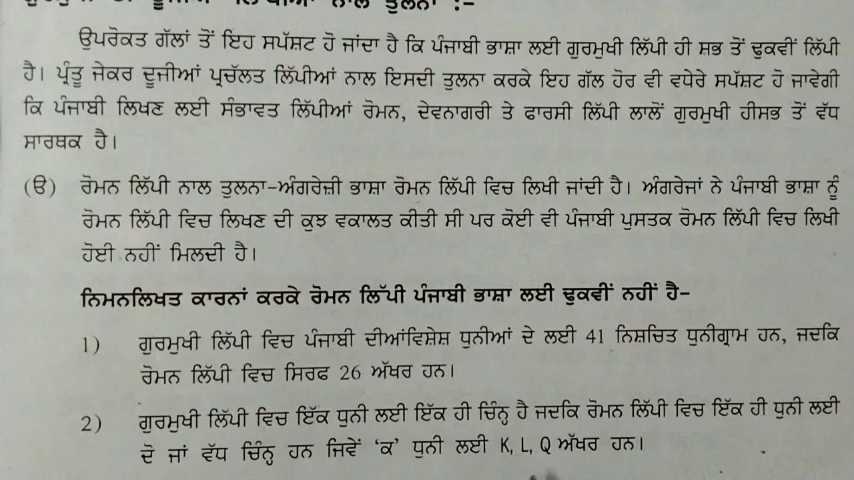 ਨਾਲ ਤੁਲਨਾ :-
ਉਪਰੋਕਤ ਗੱਲਾਂ ਤੋਂ ਇਹ ਸਪੱਸ਼ਟ ਹੋ ਜਾਂਦਾ ਹੈ ਕਿ ਪੰਜਾਬੀ ਭਾਸ਼ਾ ਲਈ ਗੁਰਮੁਖੀ ਲਿੱਪੀ ਹੀ ਸਭ ਤੋਂ ਢੁਕਵੀਂ ਲਿੱਪੀ
ਹੈ। ਪ੍ਰੰਤੂ ਜੇਕਰ ਦੂਜੀਆਂ ਪ੍ਰਚੱਲਤ ਲਿੱਪੀਆਂ ਨਾਲ ਇਸਦੀ ਤੁਲਨਾ ਕਰਕੇ ਇਹ ਗੱਲ ਹੋਰ ਵੀ ਵਧੇਰੇ ਸਪੱਸ਼ਟ ਹੋ ਜਾਵੇਗੀ
ਕਿ ਪੰਜਾਬੀ ਲਿਖਣ ਲਈ ਸੰਭਾਵਤ ਲਿੱਪੀਆਂ ਰੋਮਨ, ਦੇਵਨਾਗਰੀ ਤੇ ਫਾਰਸੀ ਲਿੱਪੀ ਲਾਲੋਂ ਗੁਰਮੁਖੀ ਹੀਸਭ ਤੋਂ ਵੱਧ
ਸਾਰਥਕ ਹੈ।
(ੳ) ਰੋਮਨ ਲਿੱਪੀ ਨਾਲ ਤੁਲਨਾ-ਅੰਗਰੇਜ਼ੀ ਭਾਸ਼ਾ ਰੋਮਨ ਲਿੱਪੀ ਵਿਚ ਲਿਖੀ ਜਾਂਦੀ ਹੈ। ਅੰਗਰੇਜਾਂ ਨੇ ਪੰਜਾਬੀ ਭਾਸ਼ਾ ਨੂੰ
ਰੋਮਨ ਲਿੱਪੀ ਵਿਚ ਲਿਖਣ ਦੀ ਕੁਝ ਵਕਾਲਤ ਕੀਤੀ ਸੀ ਪਰ ਕੋਈ ਵੀ ਪੰਜਾਬੀ ਪੁਸਤਕ ਰੋਮਨ ਲਿੱਪੀ ਵਿਚ ਲਿਖੀ
ਹੋਈ ਨਹੀਂ ਮਿਲਦੀ ਹੈ।
ਨਿਮਨਲਿਖਤ ਕਾਰਨਾਂ ਕਰਕੇ ਰੋਮਨ ਲਿੱਪੀ ਪੰਜਾਬੀ ਭਾਸ਼ਾ ਲਈ ਢੁਕਵੀਂ ਨਹੀਂ ਹੈ-
1) ਗੁਰਮੁਖੀ ਲਿੱਪੀ ਵਿਚ ਪੰਜਾਬੀ ਦੀਆਂਵਿਸ਼ੇਸ਼ ਧੁਨੀਆਂ ਦੇ ਲਈ 41 ਨਿਸ਼ਚਿਤ ਧੁਨੀਗ੍ਰਾਮ ਹਨ, ਜਦਕਿ
ਰੋਮਨ ਲਿੱਪੀ ਵਿਚ ਸਿਰਫ 26 ਅੱਖਰ ਹਨ।
2) ਗੁਰਮੁਖੀ ਲਿੱਪੀ ਵਿਚ ਇੱਕ ਧੁਨੀ ਲਈ ਇੱਕ ਹੀ ਚਿੰਨ੍ਹ ਹੈ ਜਦਕਿ ਰੋਮਨ ਲਿੱਪੀ ਵਿਚ ਇੱਕ ਹੀ ਧੁਨੀ ਲਈ
ਦੋ ਜਾਂ ਵੱਧ ਚਿੰਨ੍ਹ ਹਨ ਜਿਵੇਂ ‘ਕ’ ਧੁਨੀ ਲਈ K, L, Q ਅੱਖਰ ਹਨ।